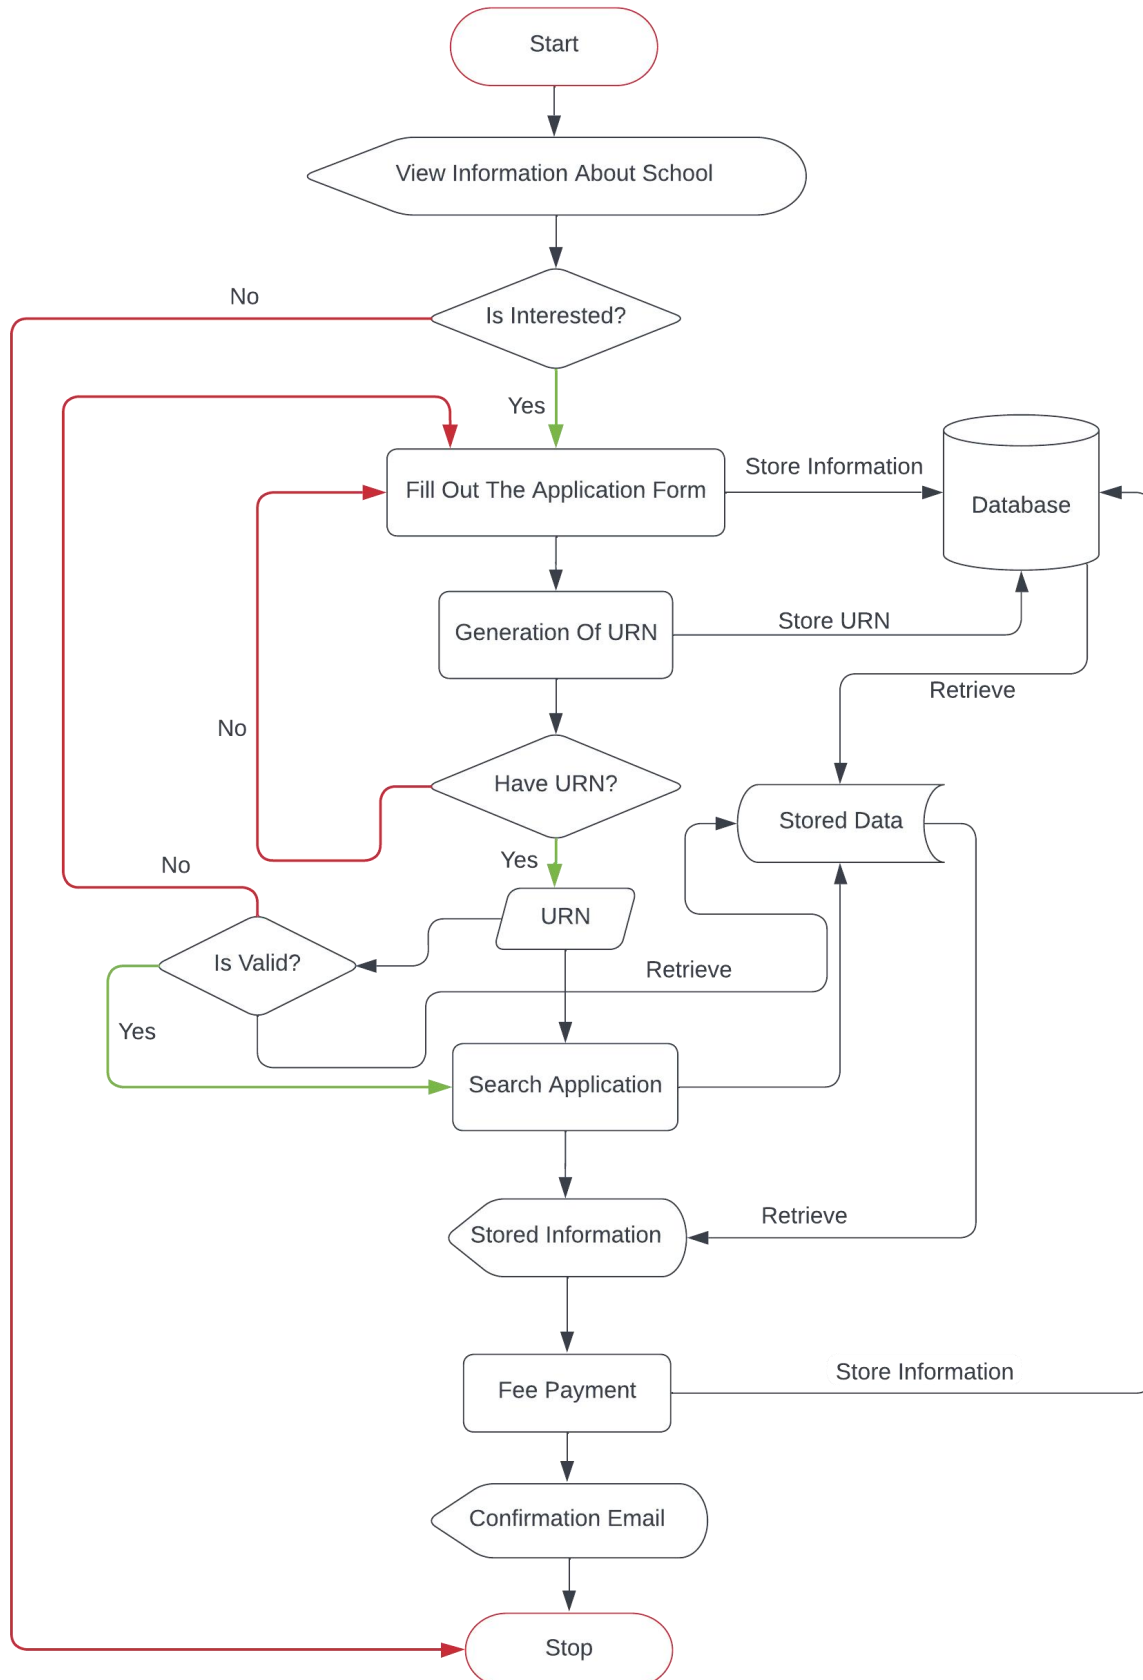 Start
View Information About School
No
Is Interested?
Yes
Store Information
Fill Out The Application Form
Database
Store URN
Generation Of URN
Retrieve
No
Have URN?
Stored Data
Yes
No
URN
Is Valid?
Retrieve
Yes
Search Application
Retrieve
Stored Information
Store Information
Fee Payment
Confirmation Email
Stop